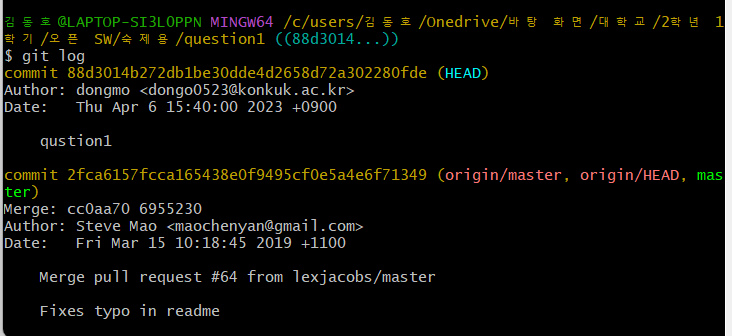 김동호@LAPTOP-SI3LOPPN MINGW64 /c/users/김동호/Onedrive/바탕 화면/대학교/2학년 1
학기/오픈 SW/숙제용/question1 ((88d3014...))
$ git log
commit 88d3014b272db1be30dde4d2658d72a302280fde (HEAD)
Author: dongmo <dongo0523@konkuk.ac.kr>
Date:   Thu Apr 6 15:40:00 2023 +0900
qustion1
commit 2fca6157fcca165438e0f9495cf0e5a4e6f71349 (origin/master, origin/HEAD, mas
ter)
Merge: cc0aa70 6955230
Author: Steve Mao <maochenyan@gmail.com>
Date:   Fri Mar 15 10:18:45 2019 +1100
Merge pull request #64 from lexjacobs/master
Fixes typo in readme